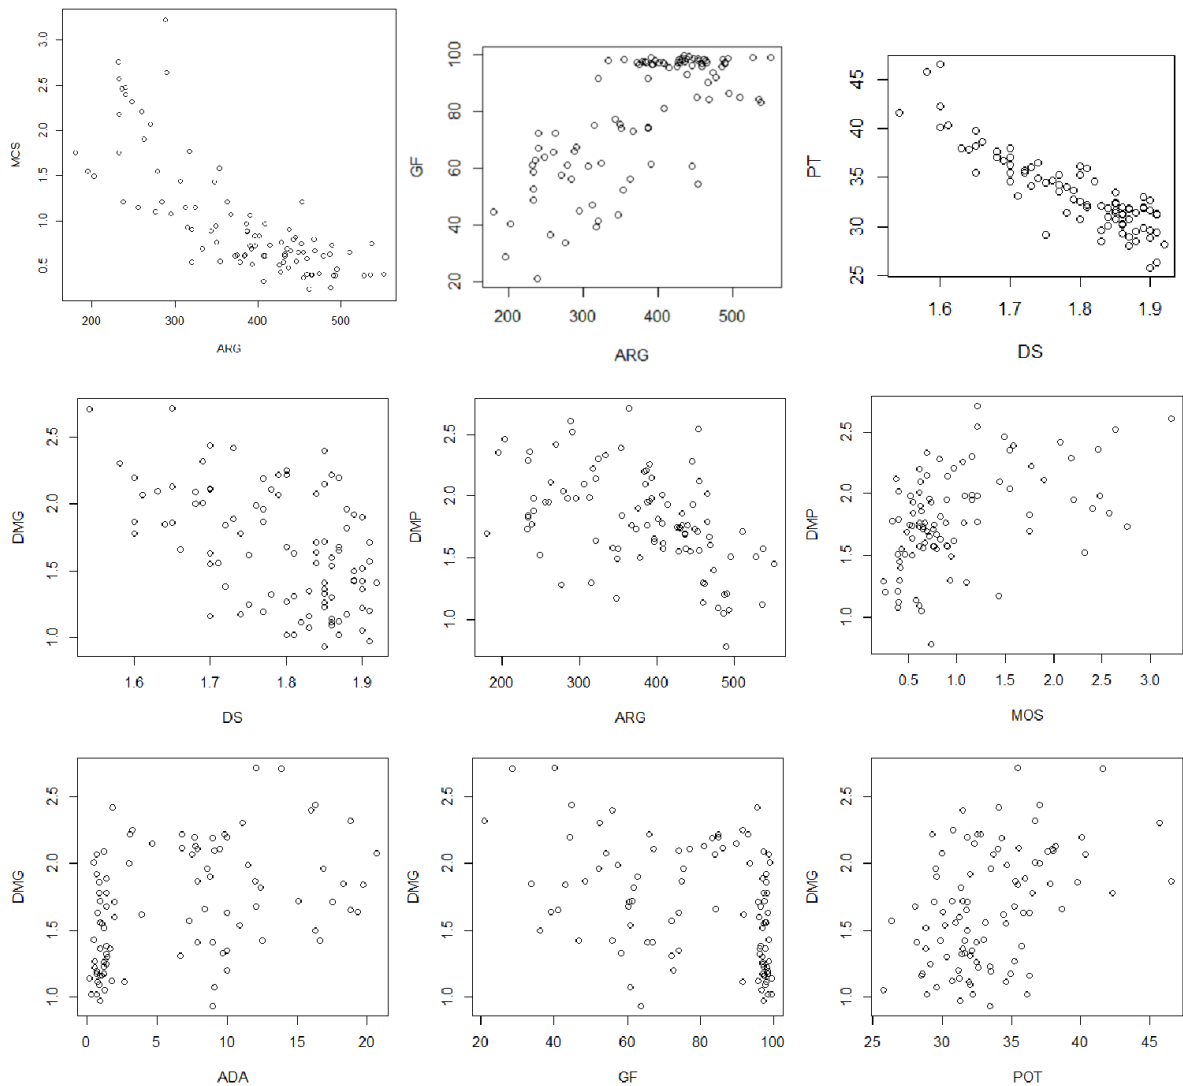 MCS
0.5 1.0 1.5 2.0 2.5 3.0
200 300 400 500
ARG
GF
20 40 60 80 100
200 300 400 500
ARG
PT
25 30 35 40 45
1.6 1.7 1.8 1.9
DS
DMG
1.0 1.5 2.0 2.5
1.6 1.7 1.8 1.9
DS
DMP
1.0 1.5 2.0 2.5
200 300 400 500
ARG
DMP
1.0 1.5 2.0 2.5
0.5 1.0 1.5 2.0 2.5 3.0
MOS
DMG
1.0 1.5 2.0 2.5
0 5 10 15 20
ADA
DMG
1.0 1.5 2.0 2.5
20 40 60 80 100
GF
DMG
1.0 1.5 2.0 2.5
25 30 35 40 45
POT